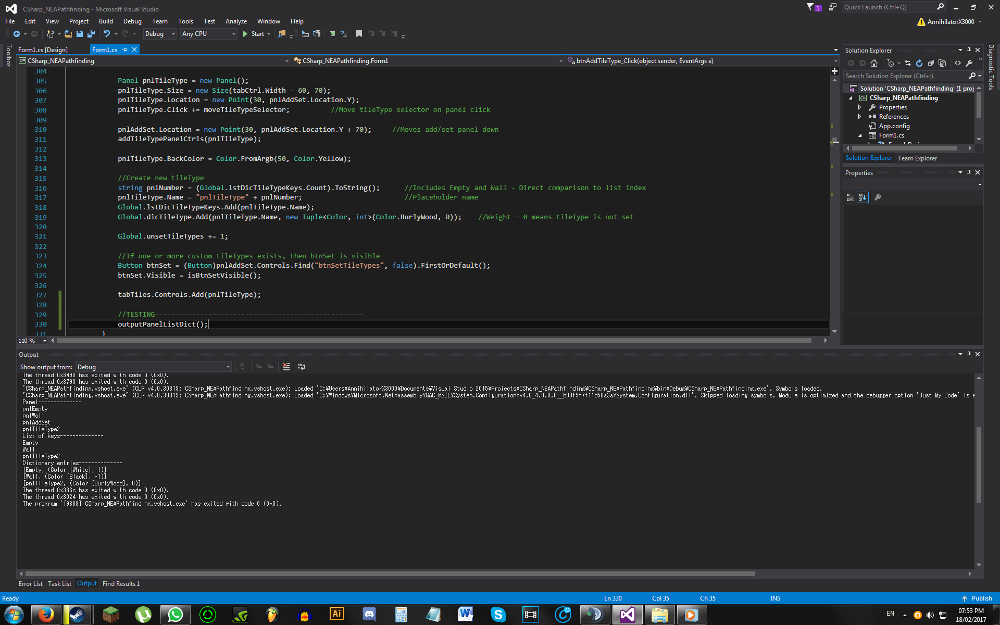 CSharp_NEAPathfinding - Microsoft Visual Studio
1
Quick Launch (Ctrl+Q)
File Edit View Project Build Debug Team Tools Test Analyze Window Help
AnnihilatorX3000
Debug
Any CPU
Start
Toolbox
Form1.cs [Design]
Form1.cs
CSharp_NEAPathfinding
CSharp_NEAPathfinding.Form1
btnAddTileType_Click(object sender, EventArgs e)
304
305 Panel pnlTileType = new Panel();
306 pnlTileType.Size = new Size(tabCtrl.Width - 60, 70);
307 pnlTileType.Location = new Point(30, pnlAddSet.Location.Y);
308 pnlTileType.Click += moveTileTypeSelector; //Move tileType selector on panel click
309
310 pnlAddSet.Location = new Point(30, pnlAddSet.Location.Y + 70); //Moves add/set panel down
311 addTileTypePanelCtrls(pnlTileType);
312
313 pnlTileType.BackColor = Color.FromArgb(50, Color.Yellow);
314
315 //Create new tileType
316 string pnlNumber = (Global.lstDicTileTypeKeys.Count).ToString(); //Includes Empty and Wall - Direct comparison to list index
317 pnlTileType.Name = "pnlTileType" + pnlNumber; //Placeholder name
318 Global.lstDicTileTypeKeys.Add(pnlTileType.Name);
319 Global.dicTileType.Add(pnlTileType.Name, new Tuple<Color, int>(Color.BurlyWood, 0)); //Weight = 0 means tileType is not set
320
321 Global.unsetTileTypes += 1;
322
323 //If one or more custom tileTypes exists, then btnSet is visible
324 Button btnSet = (Button)pnlAddSet.Controls.Find("btnSetTileTypes", false).FirstOrDefault();
325 btnSet.Visible = isBtnSetVisible();
326
327 tabTiles.Controls.Add(pnlTileType);
328
329 //TESTING---------------------------------------------------
330 outputPanelListDict();
331 }
110 %
Solution Explorer
Search Solution Explorer (Ctrl+;)
Solution 'CSharp_NEAPathfinding' (1 proj
CSharp_NEAPathfinding
Properties
References
App.config
Form1.cs
Solution Explorer
Team Explorer
Properties
Diagnostic Tools
Output
Show output from: Debug
The thread 0x3490 has exited with code 0 (0x0).
The thread 0x3790 has exited with code 0 (0x0).
'CSharp_NEAPathfinding.vshost.exe' (CLR v4.0.30319: CSharp_NEAPathfinding.vshost.exe): Loaded 'C:¥Users¥AnnihilatorX3000¥Documents¥Visual Studio 2015¥Projects¥CSharp_NEAPathfinding¥CSharp_NEAPathfinding¥bin¥Debug¥CSharp_NEAPathfinding.exe'. Symbols loaded.
'CSharp_NEAPathfinding.vshost.exe' (CLR v4.0.30319: CSharp_NEAPathfinding.vshost.exe): Loaded 'C:¥Windows¥Microsoft.Net¥assembly¥GAC_MSIL¥System.Configuration¥v4.0_4.0.0.0__b03f5f7f11d50a3a¥System.Configuration.dll'. Skipped loading symbols. Module is optimized and the debugger option 'Just My Code' is e
Panel--------------
pnlEmpty
pnlWall
pnlAddSet
pnlTileType2
List of keys--------------
Empty
Wall
pnlTileType2
Dictionary entries--------------
[Empty, (Color [White], 1)]
[Wall, (Color [Black], -1)]
[pnlTileType2, (Color [BurlyWood], 0)]
The thread 0x336c has exited with code 0 (0x0).
The thread 0x3024 has exited with code 0 (0x0).
The program '[9688] CSharp_NEAPathfinding.vshost.exe' has exited with code 0 (0x0).
Error List
Task List
Output
Find Results 1
Ready
Ln 330
Col 35
Ch 35
INS
Publish
Ai
EN
07:53 PM
18/02/2017